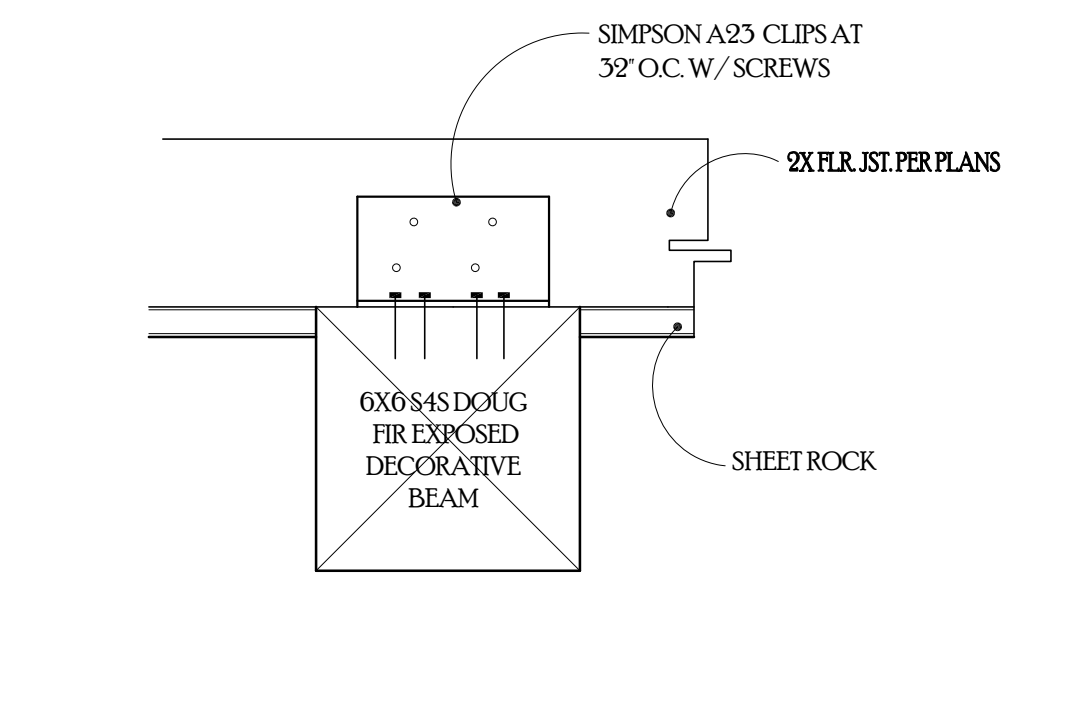 SIMPSON A23 CLIPS AT
32" O.C. W/ SCREWS
2X FLR. JST. PER PLANS
6X6 S4S DOUG
FIR EXPOSED
DECORATIVE
BEAM
SHEET ROCK